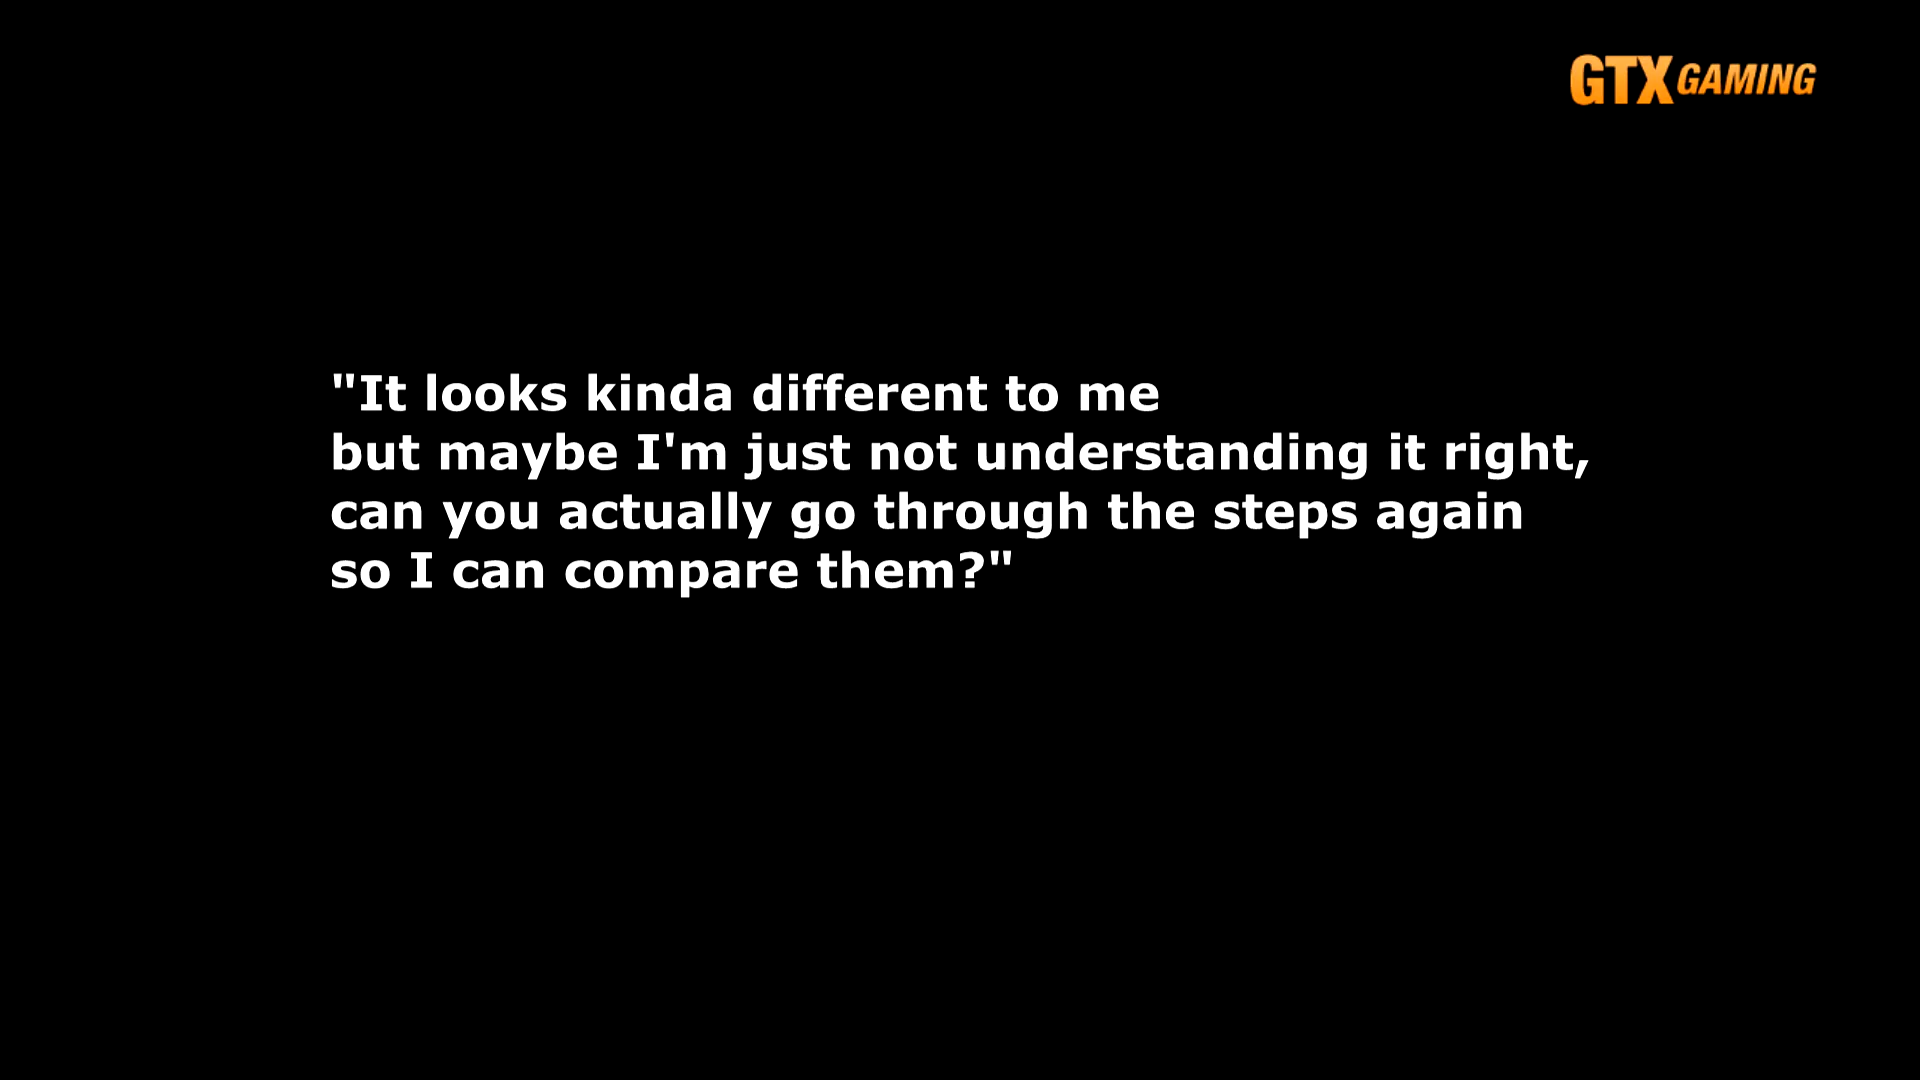 GTX GAMING
"It looks kinda different to me
but maybe I'm just not understanding it right,
can you actually go through the steps again
so I can compare them?"